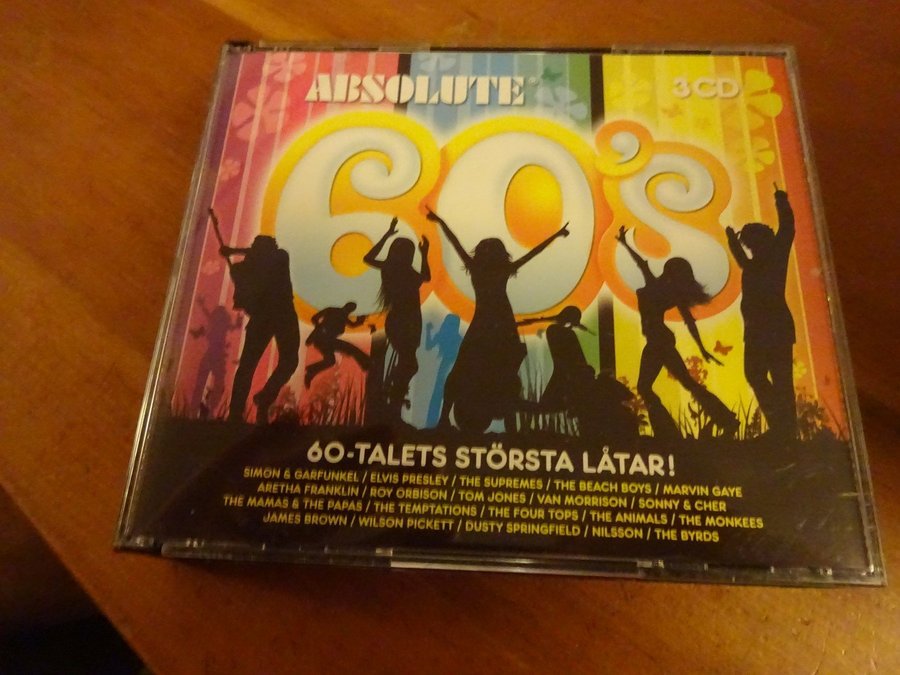 ABSOLUTE®
3 CD
60's
60-TALETS STÖRSTA LÅTAR!
SIMON & GARFUNKEL / ELVIS PRESLEY / THE SUPREMES / THE BEACH BOYS / MARVIN GAYE
ARETHA FRANKLIN / ROY ORBISON / TOM JONES / VAN MORRISON / SONNY & CHER
THE MAMAS & THE PAPAS / THE TEMPTATIONS / THE FOUR TOPS / THE ANIMALS / THE MONKEES
JAMES BROWN / WILSON PICKETT / DUSTY SPRINGFIELD / NILSSON / THE BYRDS